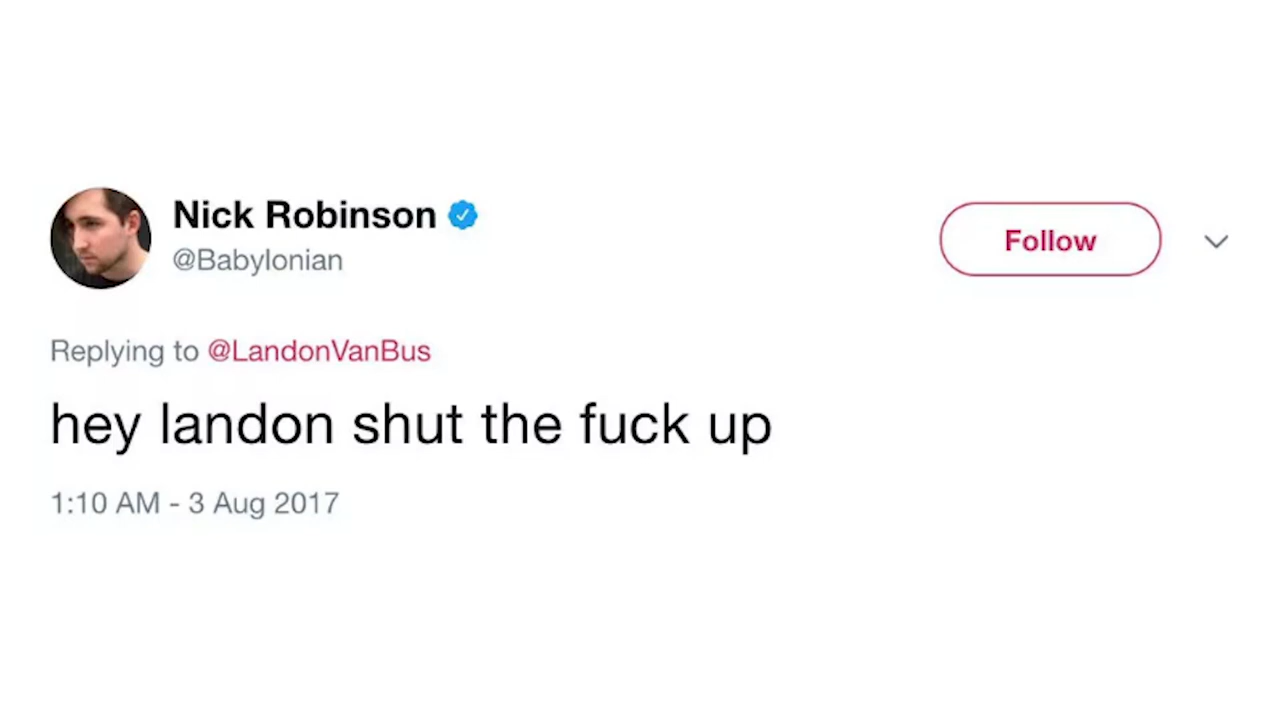 Nick Robinson
@Babylonian
Follow
Replying to @LandonVanBus
hey landon shut the fuck up
1:10 AM - 3 Aug 2017